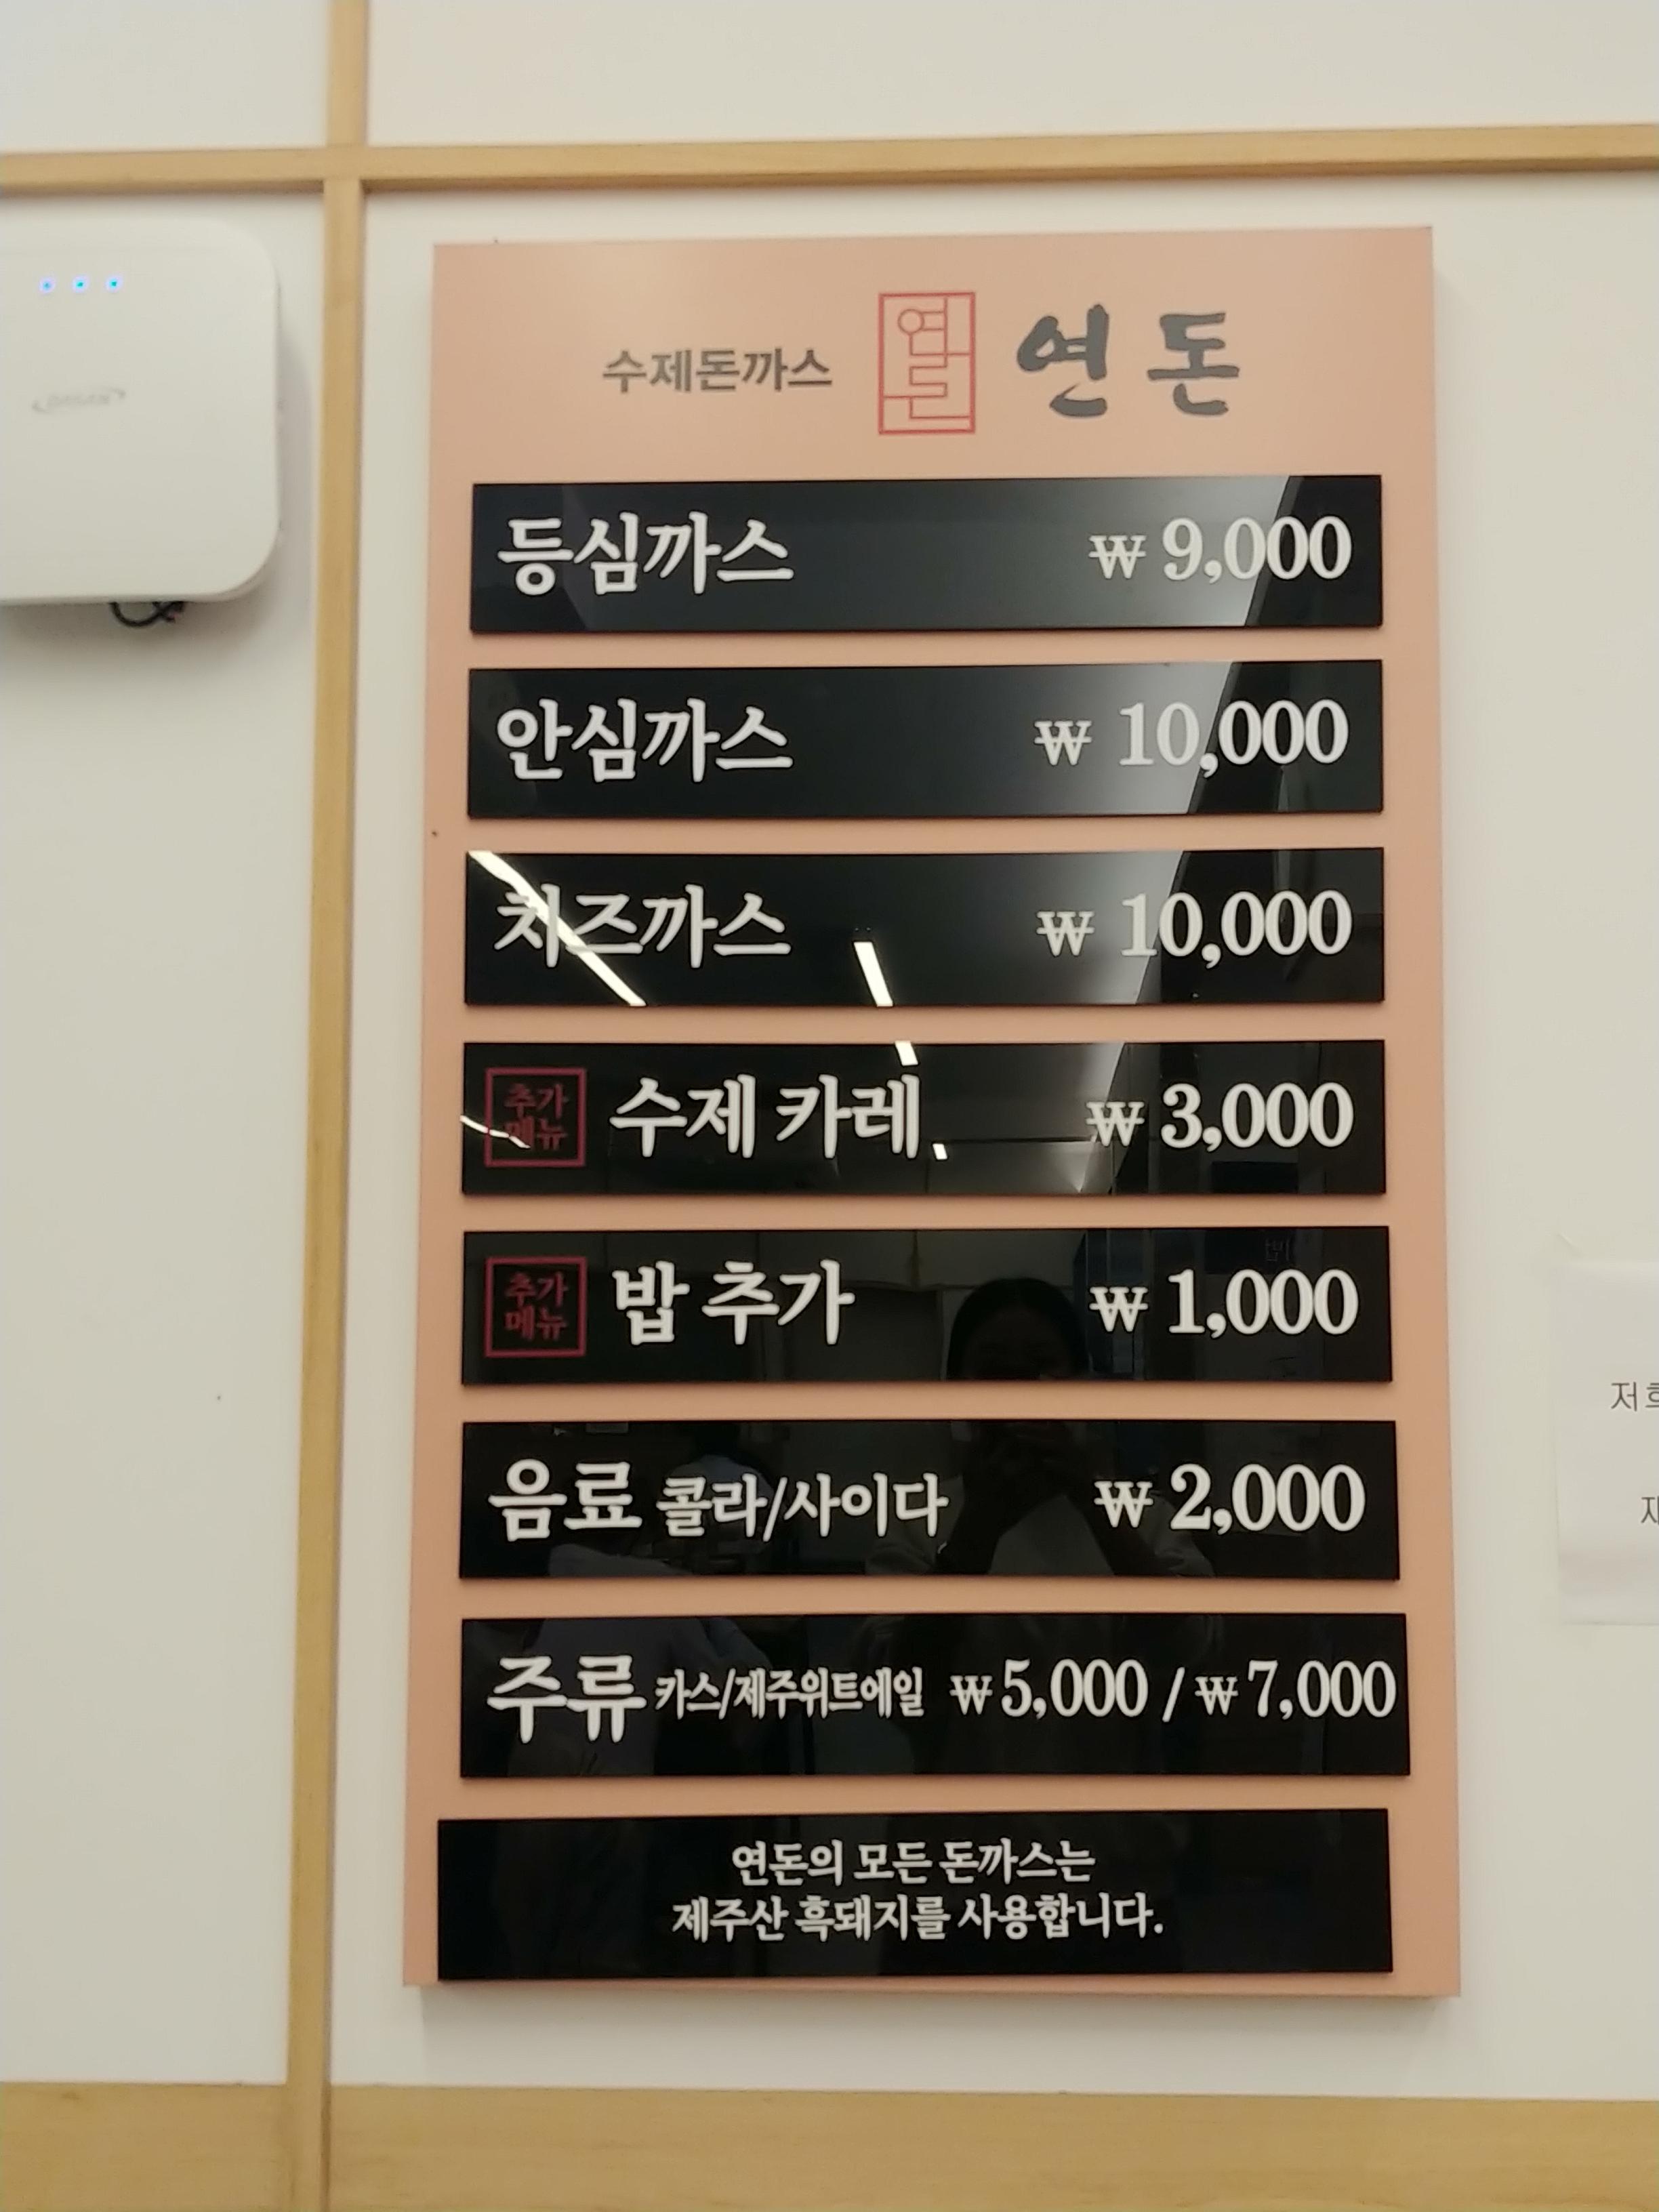 수제돈까스 연돈 연돈
등심까스 ₩ 9,000
안심까스 ₩ 10,000
치즈까스 ₩ 10,000
추가
메뉴
수제 카레 ₩ 3,000
추가
메뉴
밥 추가 ₩ 1,000
음료 콜라/사이다 ₩ 2,000
주류 카스/제주위트에일 ₩ 5,000 / ₩ 7,000
연돈의 모든 돈까스는
제주산 흑돼지를 사용합니다.